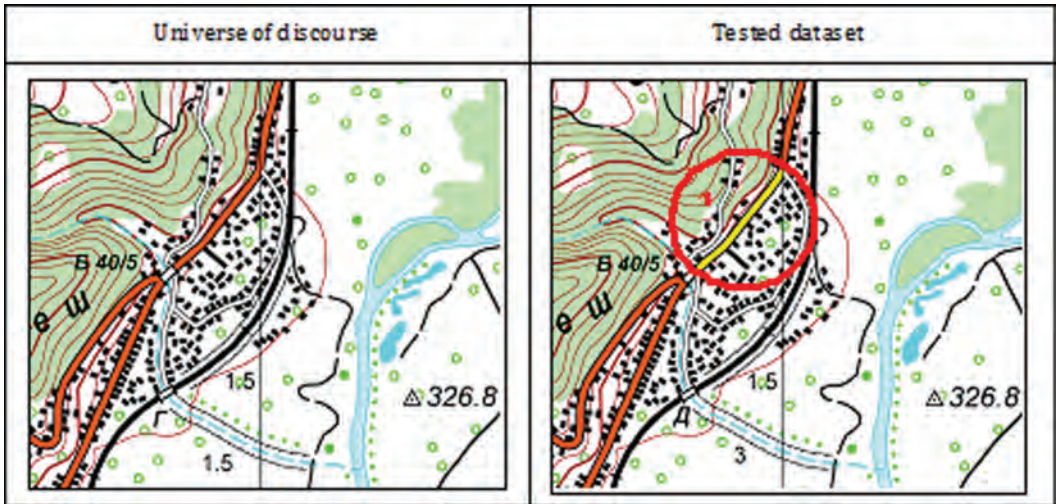 Universe of discourse
Tested dataset
Б 40/5
е ш
1.5
326.8
Г
1.5
Б 40/5
е ш
1.5
326.8
Д
3